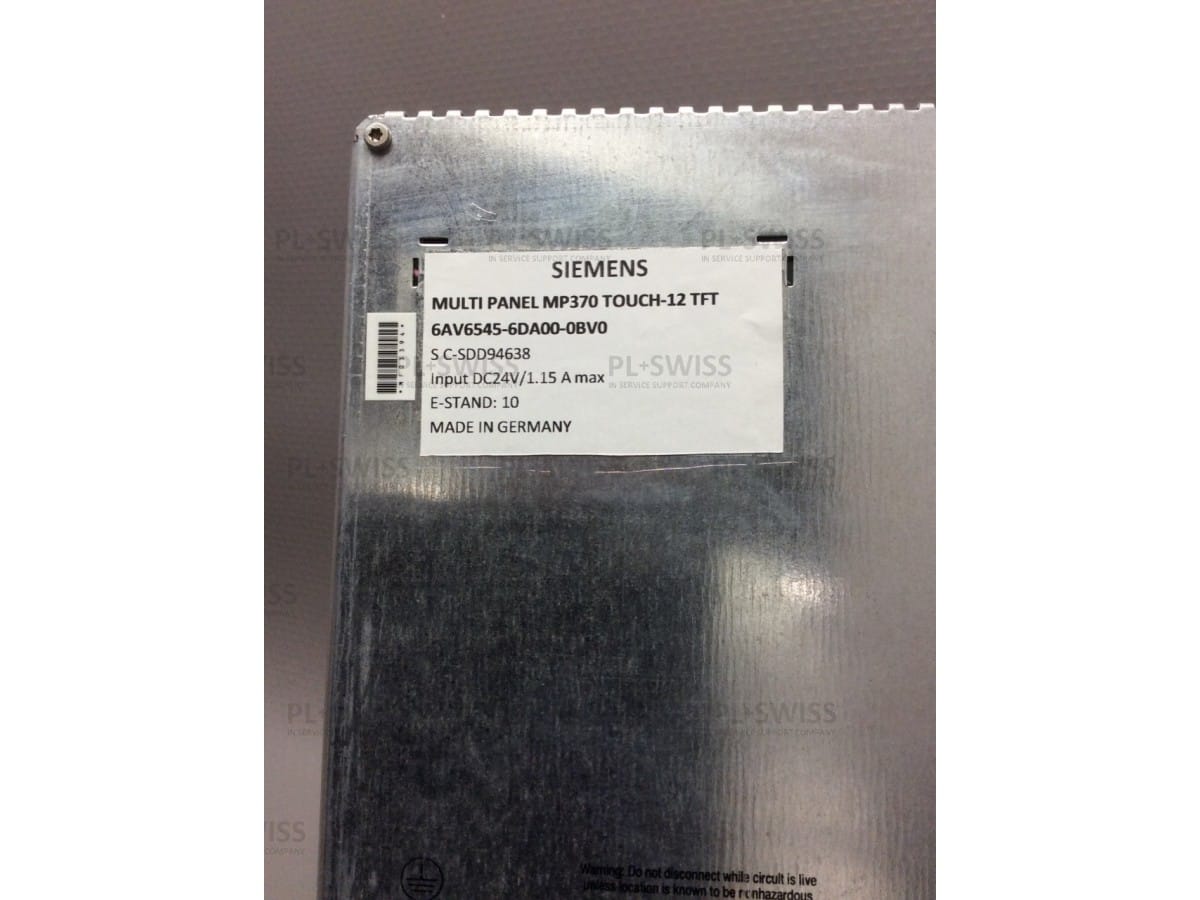 SIEMENS
MULTI PANEL MP370 TOUCH-12 TFT
6AV6545-6DA00-0BV0
S C-SDD94638
Input DC24V/1.15 A max
E-STAND: 10
MADE IN GERMANY
Warning: Do not disconnect while circuit is live
unless location is known to be nonhazardous
PL+SWISS
IN SERVICE SUPPORT COMPANY